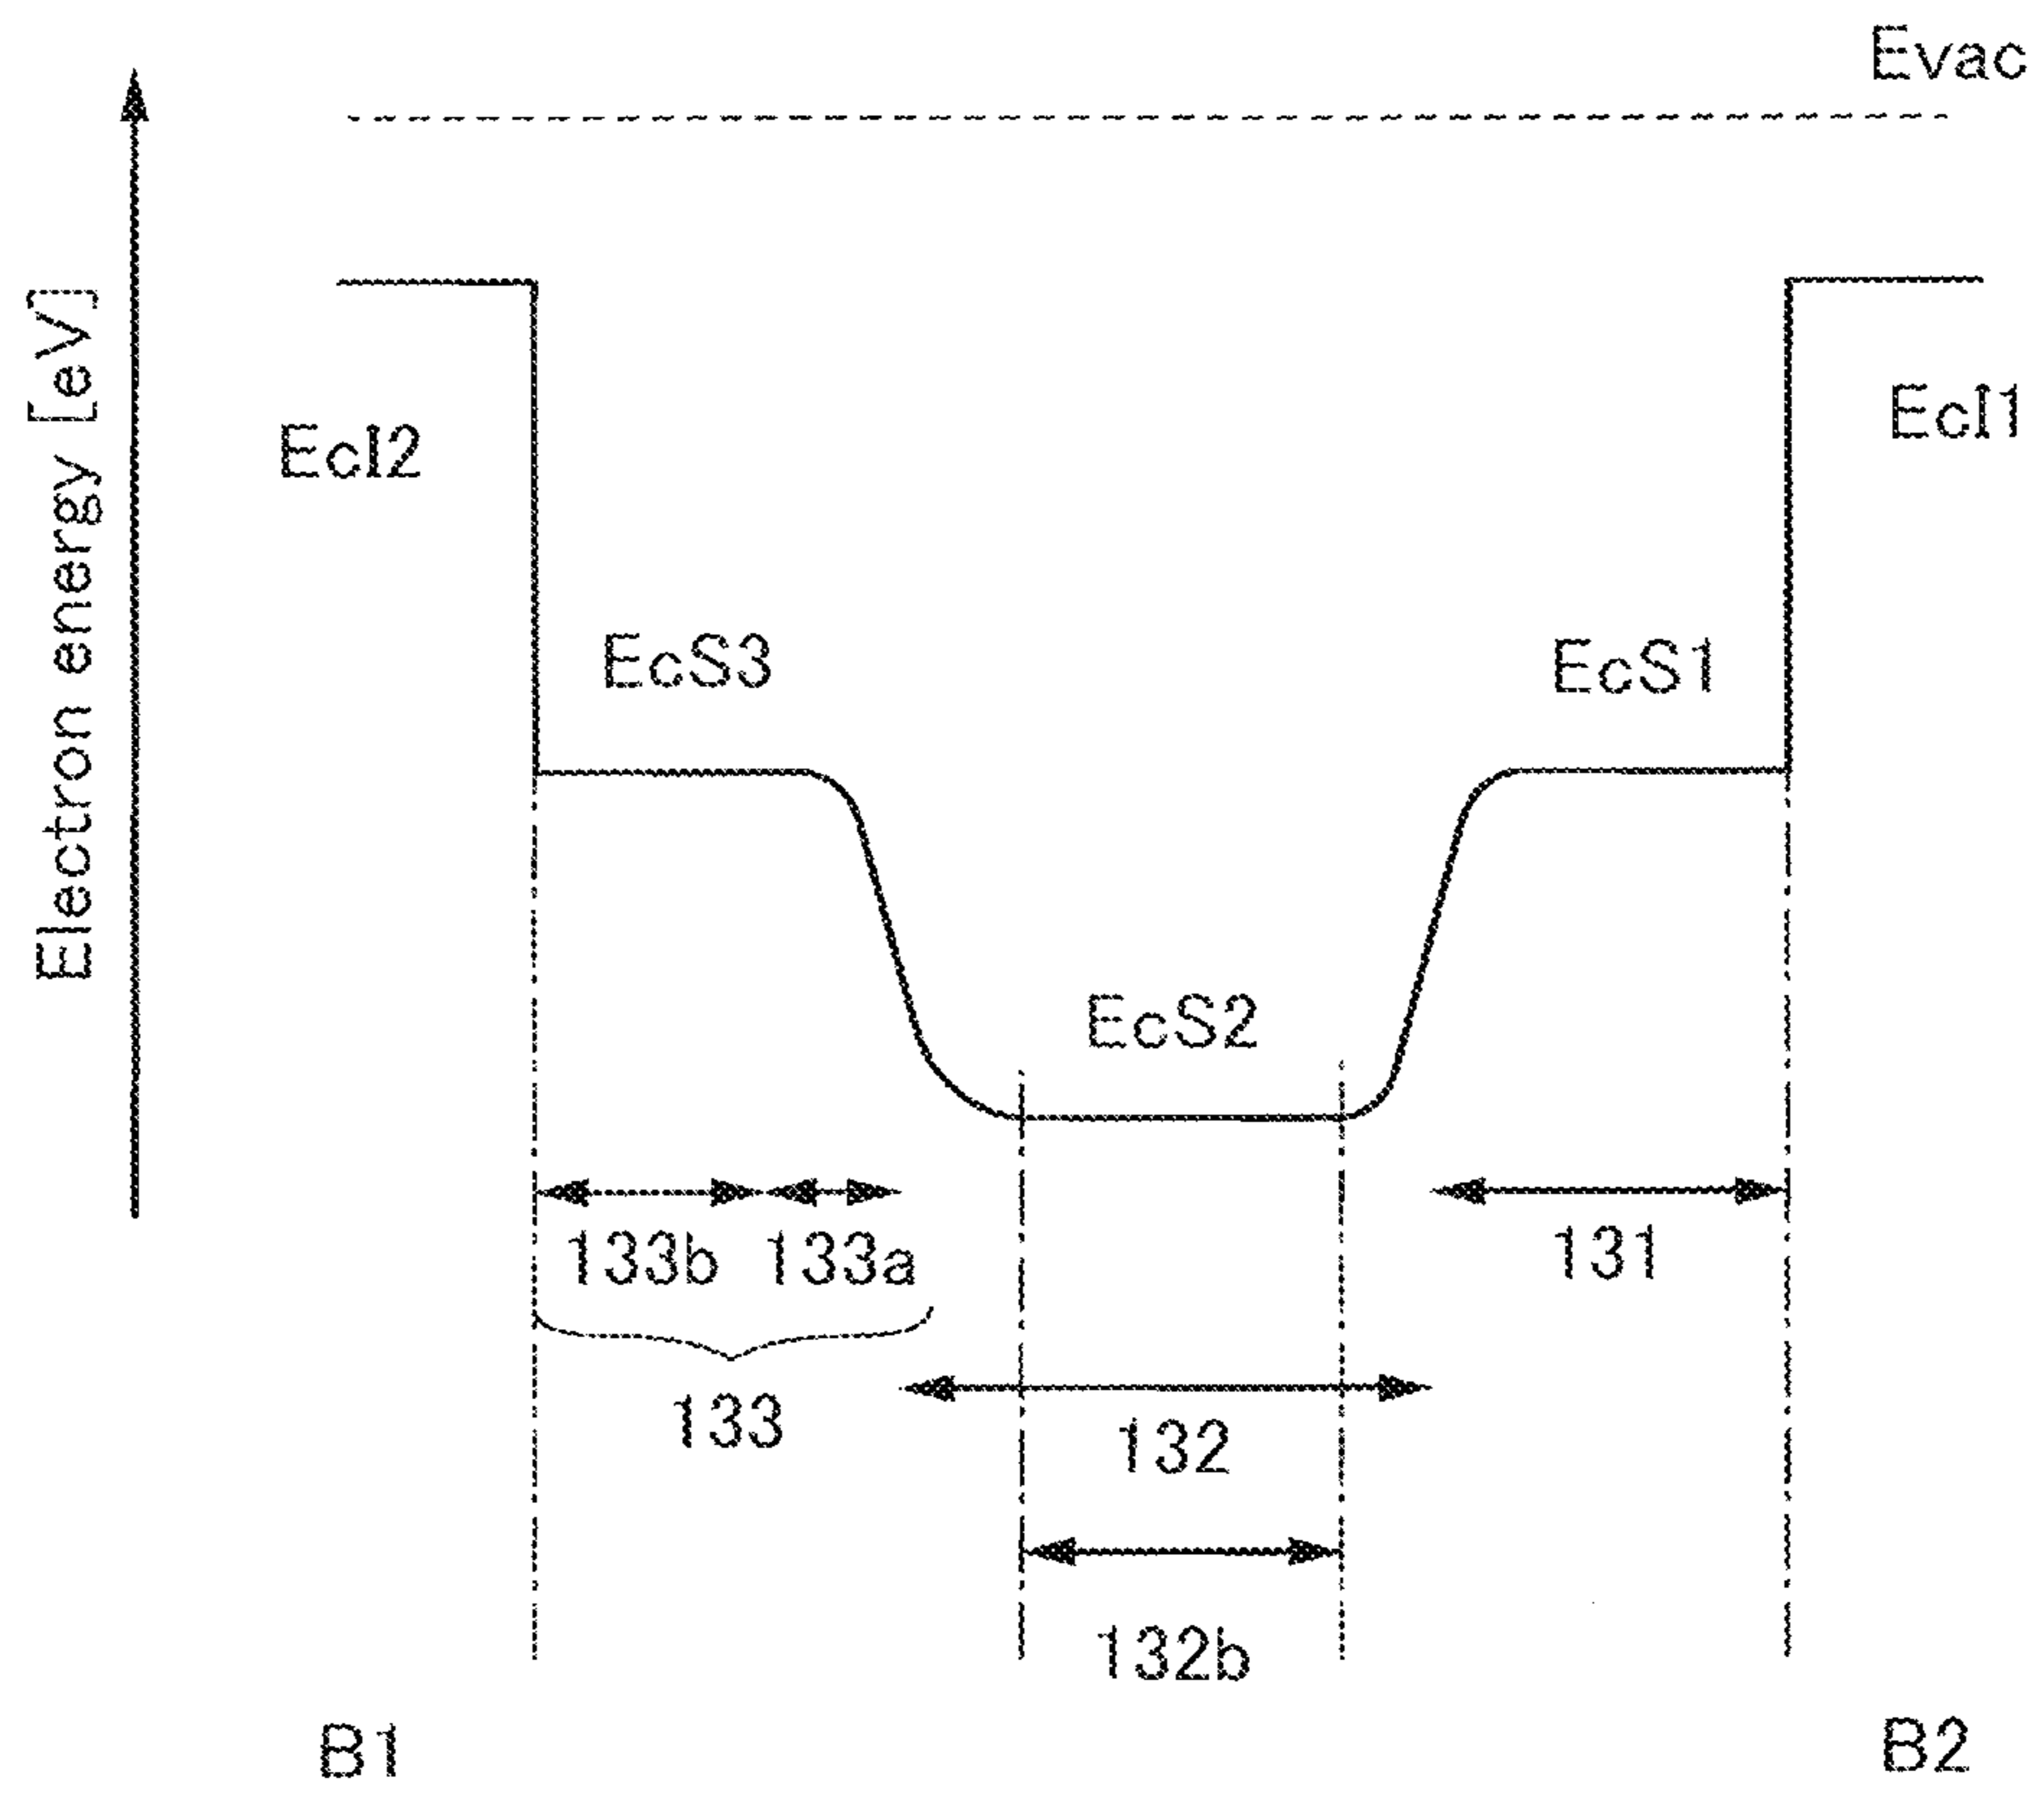 Evac
Electron energy [eV]
EcI2
EcI1
EcS3
EcS1
EcS2
133b
133a
131
133
132
132b
B1
B2